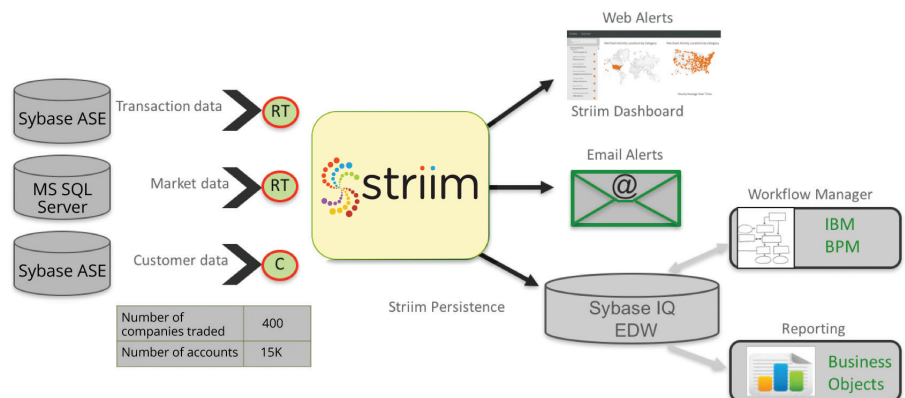 Web Alerts
Striim Dashboard
Sybase ASE
Transaction data
RT
MS SQL
Server
Market data
RT
striim
Email Alerts
@
Workflow Manager
IBM
BPM
Sybase ASE
Customer data
C
Striim Persistence
Sybase IQ
EDW
Number of
companies traded
400
Number of accounts
15K
Reporting
Business
Objects